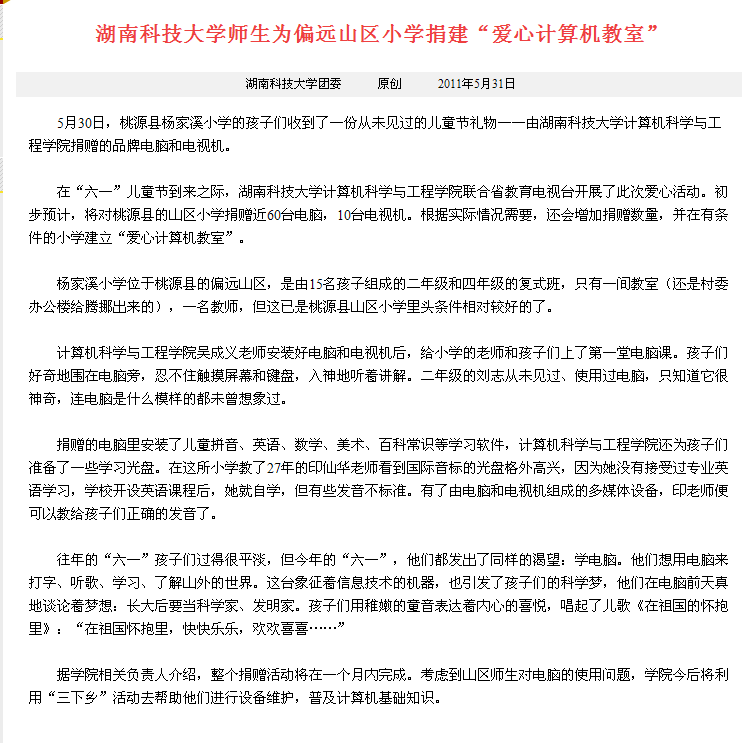 湖南科技大学师生为偏远山区小学捐建“爱心计算机教室”
湖南科技大学团委 原创 2011年5月31日
5月30日，桃源县杨家溪小学的孩子们收到了一份从未见过的儿童节礼物——由湖南科技大学计算机科学与工
程学院捐赠的品牌电脑和电视机。
在“六一”儿童节到来之际，湖南科技大学计算机科学与工程学院联合省教育电视台开展了此次爱心活动。初
步预计，将对桃源县的山区小学捐赠近60台电脑，10台电视机。根据实际情况需要，还会增加捐赠数量，并在有条
件的小学建立“爱心计算机教室”。
杨家溪小学位于桃源县的偏远山区，是由15名孩子组成的二年级和四年级的复式班，只有一间教室（还是村委
办公楼给腾挪出来的），一名教师，但这已是桃源县山区小学里头条件相对较好的了。
计算机科学与工程学院吴成义老师安装好电脑和电视机后，给小学的老师和孩子们上了第一堂电脑课。孩子们
好奇地围在电脑旁，忍不住触摸屏幕和键盘，入神地听着讲解。二年级的刘志从未见过、使用过电脑，只知道它很
神奇，连电脑是什么模样的都未曾想象过。
捐赠的电脑里安装了儿童拼音、英语、数学、美术、百科常识等学习软件，计算机科学与工程学院还为孩子们
准备了一些学习光盘。在这所小学教了27年的印仙华老师看到国际音标的光盘格外高兴，因为她没有接受过专业英
语学习，学校开设英语课程后，她就自学，但有些发音不标准。有了由电脑和电视机组成的多媒体设备，印老师便
可以教给孩子们正确的发音了。
往年的“六一”孩子们过得很平淡，但今年的“六一”，他们都发出了同样的渴望：学电脑。他们想用电脑来
打字、听歌、学习、了解山外的世界。这台象征着信息技术的机器，也引发了孩子们的科学梦，他们在电脑前天真
地谈论着梦想：长大后要当科学家、发明家。孩子们用稚嫩的童音表达着内心的喜悦，唱起了儿歌《在祖国的怀抱
里》：“在祖国怀抱里，快快乐乐，欢欢喜喜……”
据学院相关负责人介绍，整个捐赠活动将在一个月内完成。考虑到山区师生对电脑的使用问题，学院今后将利
用“三下乡”活动去帮助他们进行设备维护，普及计算机基础知识。